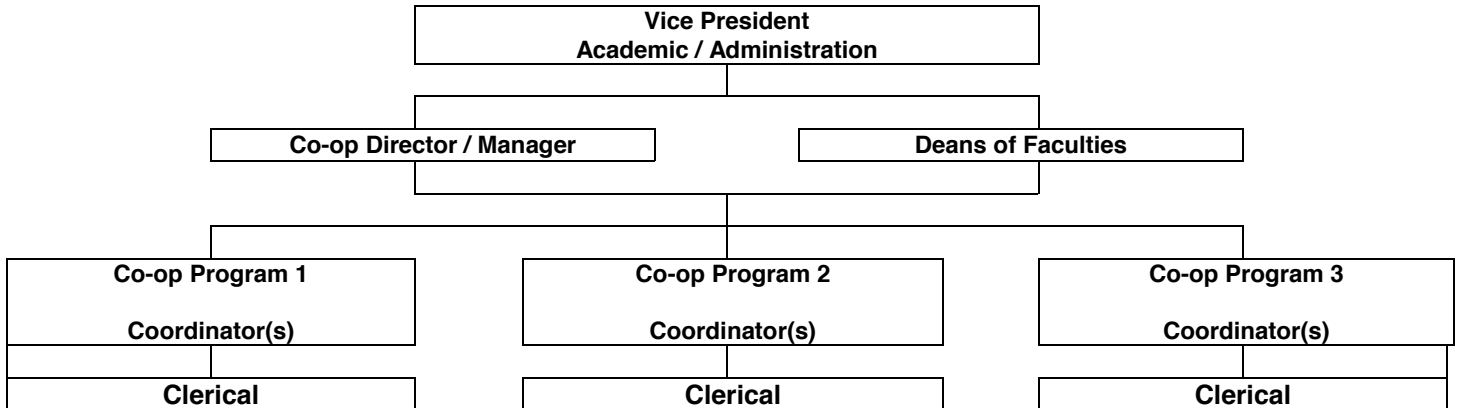 Vice President
Academic / Administration
Co-op Director / Manager
Deans of Faculties
Co-op Program 1
Coordinator(s)
Clerical
Co-op Program 2
Coordinator(s)
Clerical
Co-op Program 3
Coordinator(s)
Clerical